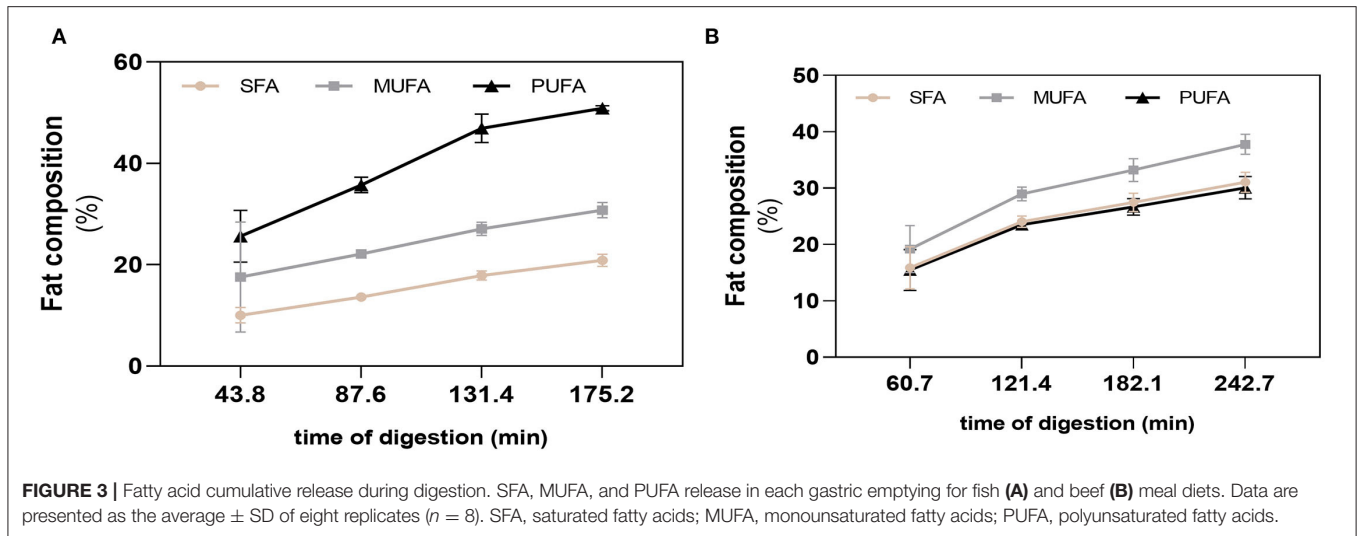 A
60
40
20
0
SFA MUFA PUFA
Fat composition
(%)
43.8 87.6 131.4 175.2
time of digestion (min)
B
50
40
30
20
10
0
SFA MUFA PUFA
Fat composition
(%)
60.7 121.4 182.1 242.7
time of digestion (min)
FIGURE 3 | Fatty acid cumulative release during digestion. SFA, MUFA, and PUFA release in each gastric emptying for fish (A) and beef (B) meal diets. Data are
presented as the average ± SD of eight replicates (n = 8). SFA, saturated fatty acids; MUFA, monounsaturated fatty acids; PUFA, polyunsaturated fatty acids.